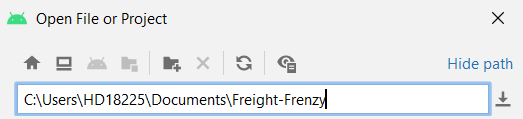 Open File or Project
Hide path
C:\Users\HD18225\Documents\Freight-Frenzy